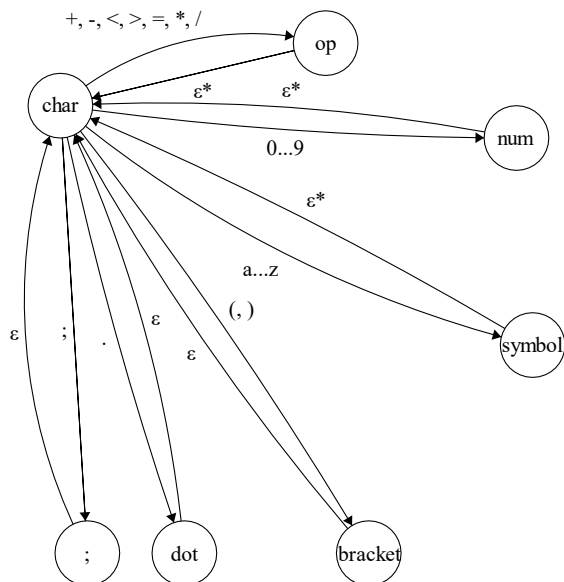 +, -, <, >, =, *, /
op
char
ε*
ε*
num
0...9
ε*
a...z
(, )
symbol
ε
;
.
ε
ε
;
dot
bracket